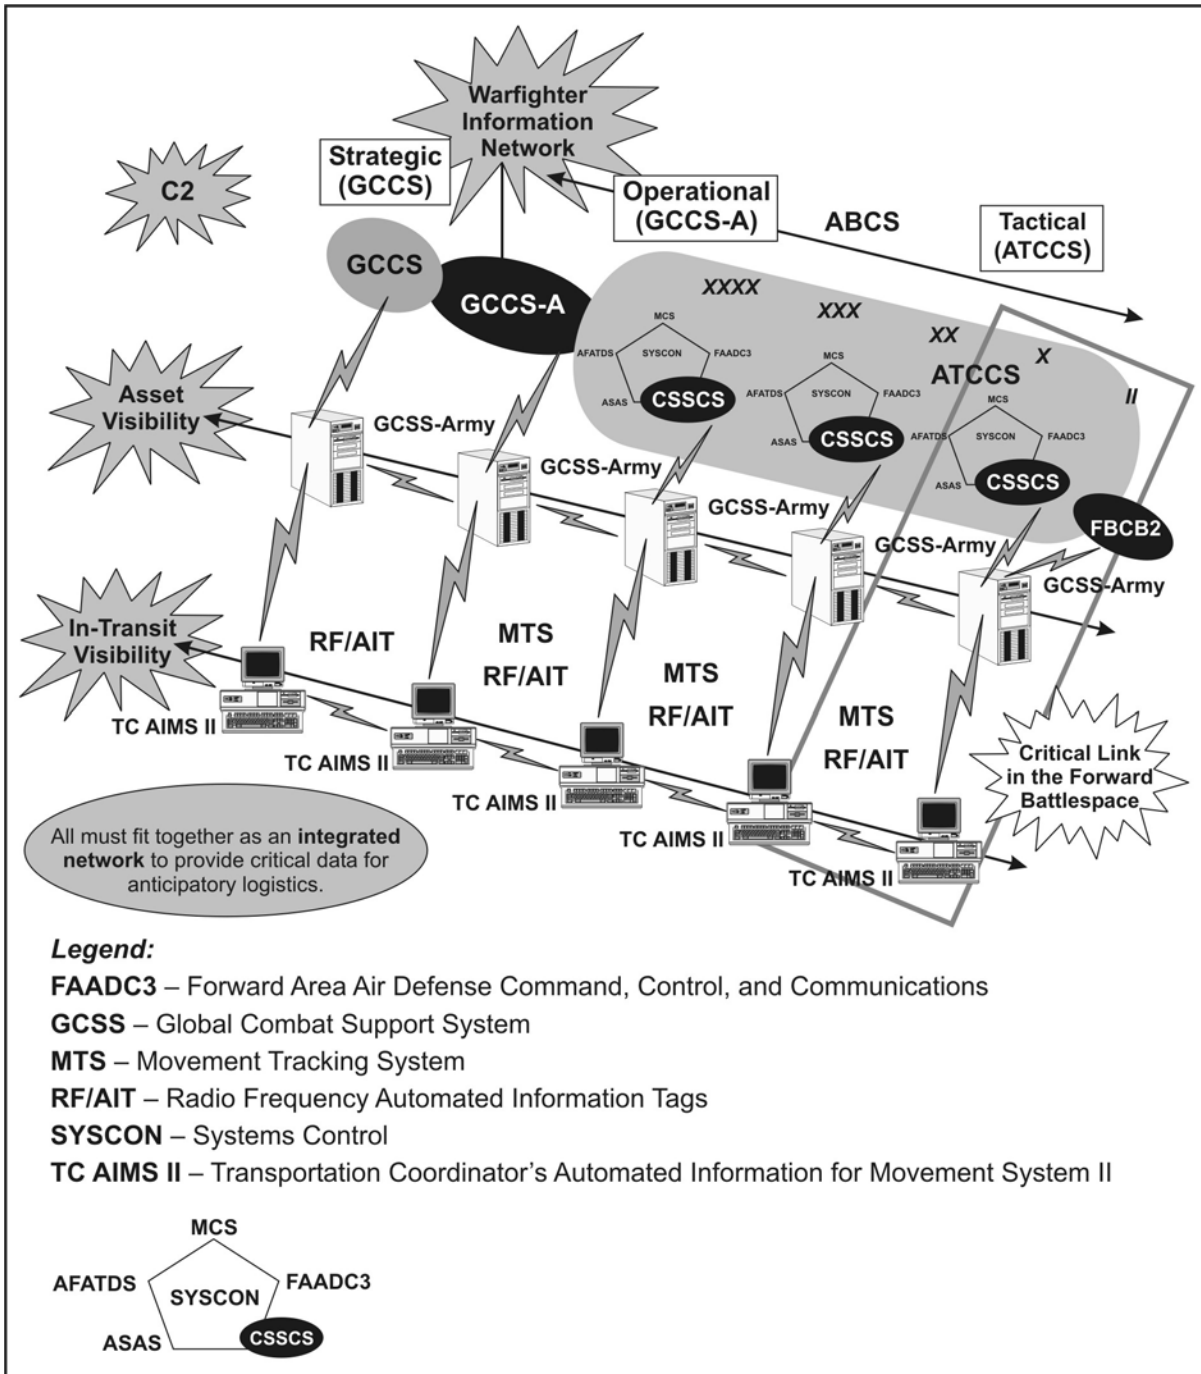 Warfighter
Information
Network
C2
Strategic
(GCCS)
Operational
(GCCS-A)
ABCS
Tactical
(ATCCS)
GCCS
GCCS-A
XXXX
XXX
XX
X
II
ATCCS
MCS
AFATDS
SYSCON
FAADC3
ASAS
CSSCS
MCS
AFATDS
SYSCON
FAADC3
ASAS
CSSCS
MCS
AFATDS
SYSCON
FAADC3
ASAS
CSSCS
FBCB2
Asset
Visibility
GCSS-Army
GCSS-Army
GCSS-Army
GCSS-Army
GCSS-Army
In-Transit
Visibility
RF/AIT
MTS
RF/AIT
MTS
RF/AIT
MTS
RF/AIT
TC AIMS II
TC AIMS II
TC AIMS II
TC AIMS II
TC AIMS II
Critical Link
in the Forward
Battlespace
All must fit together as an integrated
network to provide critical data for
anticipatory logistics.
Legend:
FAADC3 – Forward Area Air Defense Command, Control, and Communications
GCSS – Global Combat Support System
MTS – Movement Tracking System
RF/AIT – Radio Frequency Automated Information Tags
SYSCON – Systems Control
TC AIMS II – Transportation Coordinator's Automated Information for Movement System II
MCS
AFATDS
FAADC3
SYSCON
ASAS
CSSCS